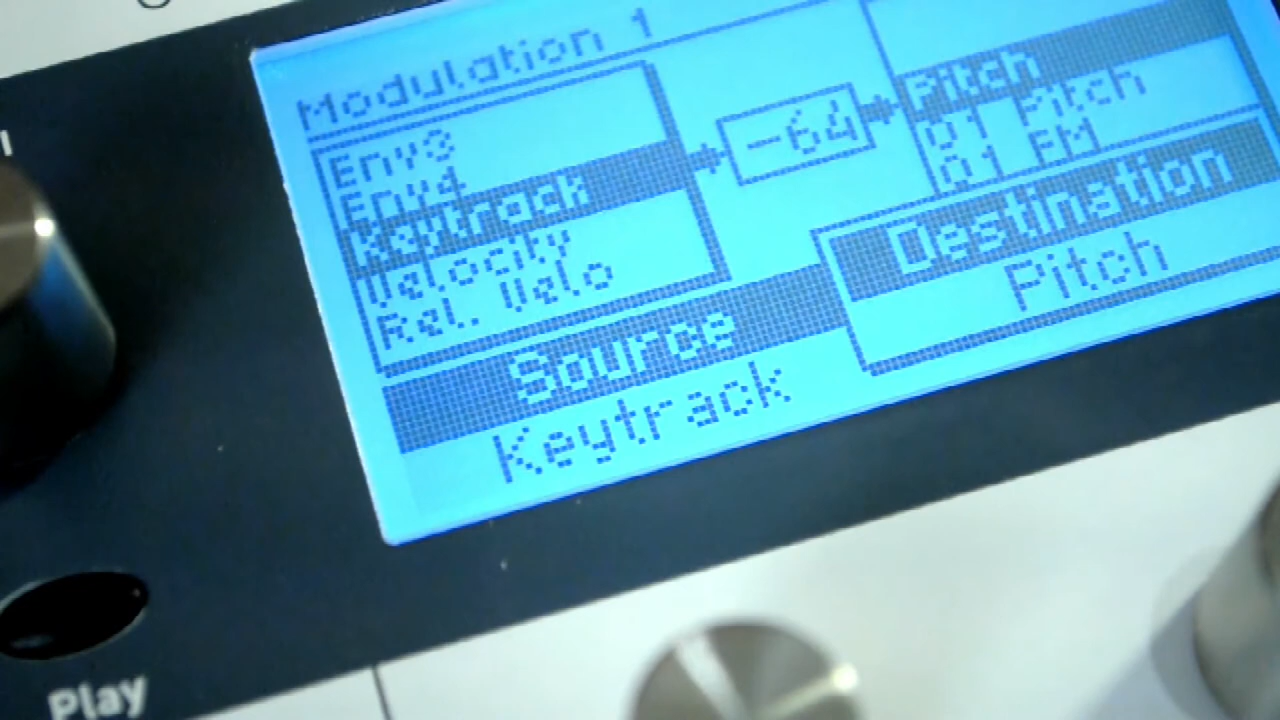 Modulation 1
Env3
Env4
Keytrack
Velocity
Rel. Velo
-64
Pitch
O1 Pitch
O1 FM
Source
Keytrack
Destination
Pitch
Play